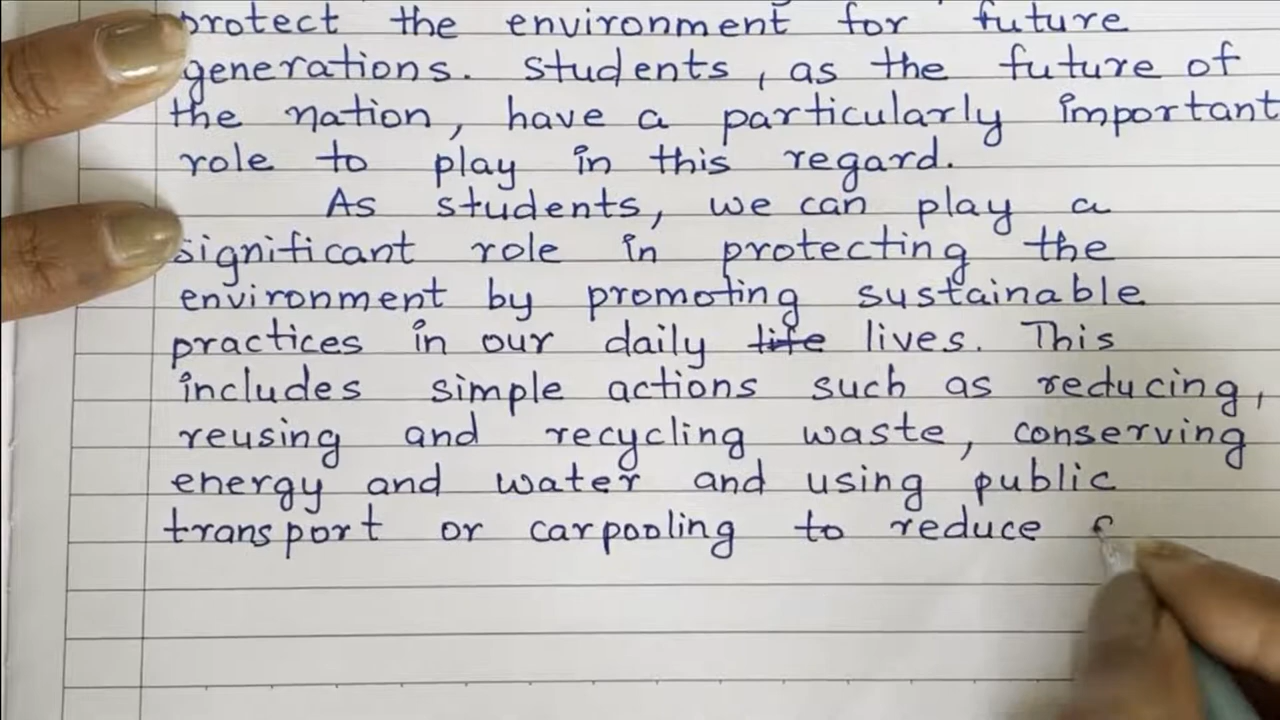 protect the environment for future
generations. students, as the future of
the nation, have a particularly important
role to play in this regard.
As students, we can play a
significant role in protecting the
environment by promoting sustainable
practices in our daily life lives. This
includes simple actions such as reducing,
reusing and recycling waste, conserving
energy and water and using public
transport or carpooling to reduce